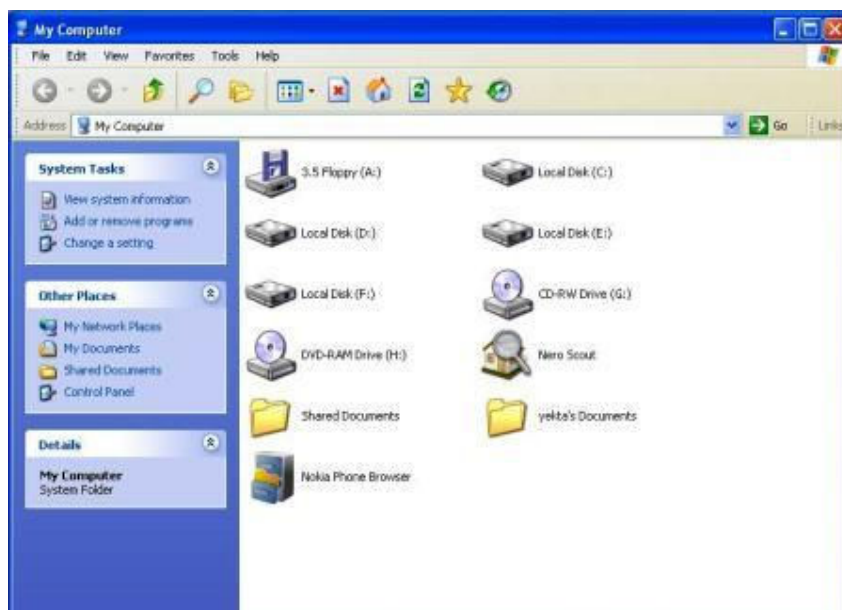 My Computer
File Edit View Favorites Tools Help
Address My Computer Go Links
System Tasks
View system information
Add or remove programs
Change a setting
Other Places
My Network Places
My Documents
Shared Documents
Control Panel
Details
My Computer
System Folder
3.5 Floppy (A:) Local Disk (C:)
Local Disk (D:) Local Disk (E:)
Local Disk (F:) CD-RW Drive (G:)
DVD-RAM Drive (H:) Nero Scout
Shared Documents yekta's Documents
Nokia Phone Browser